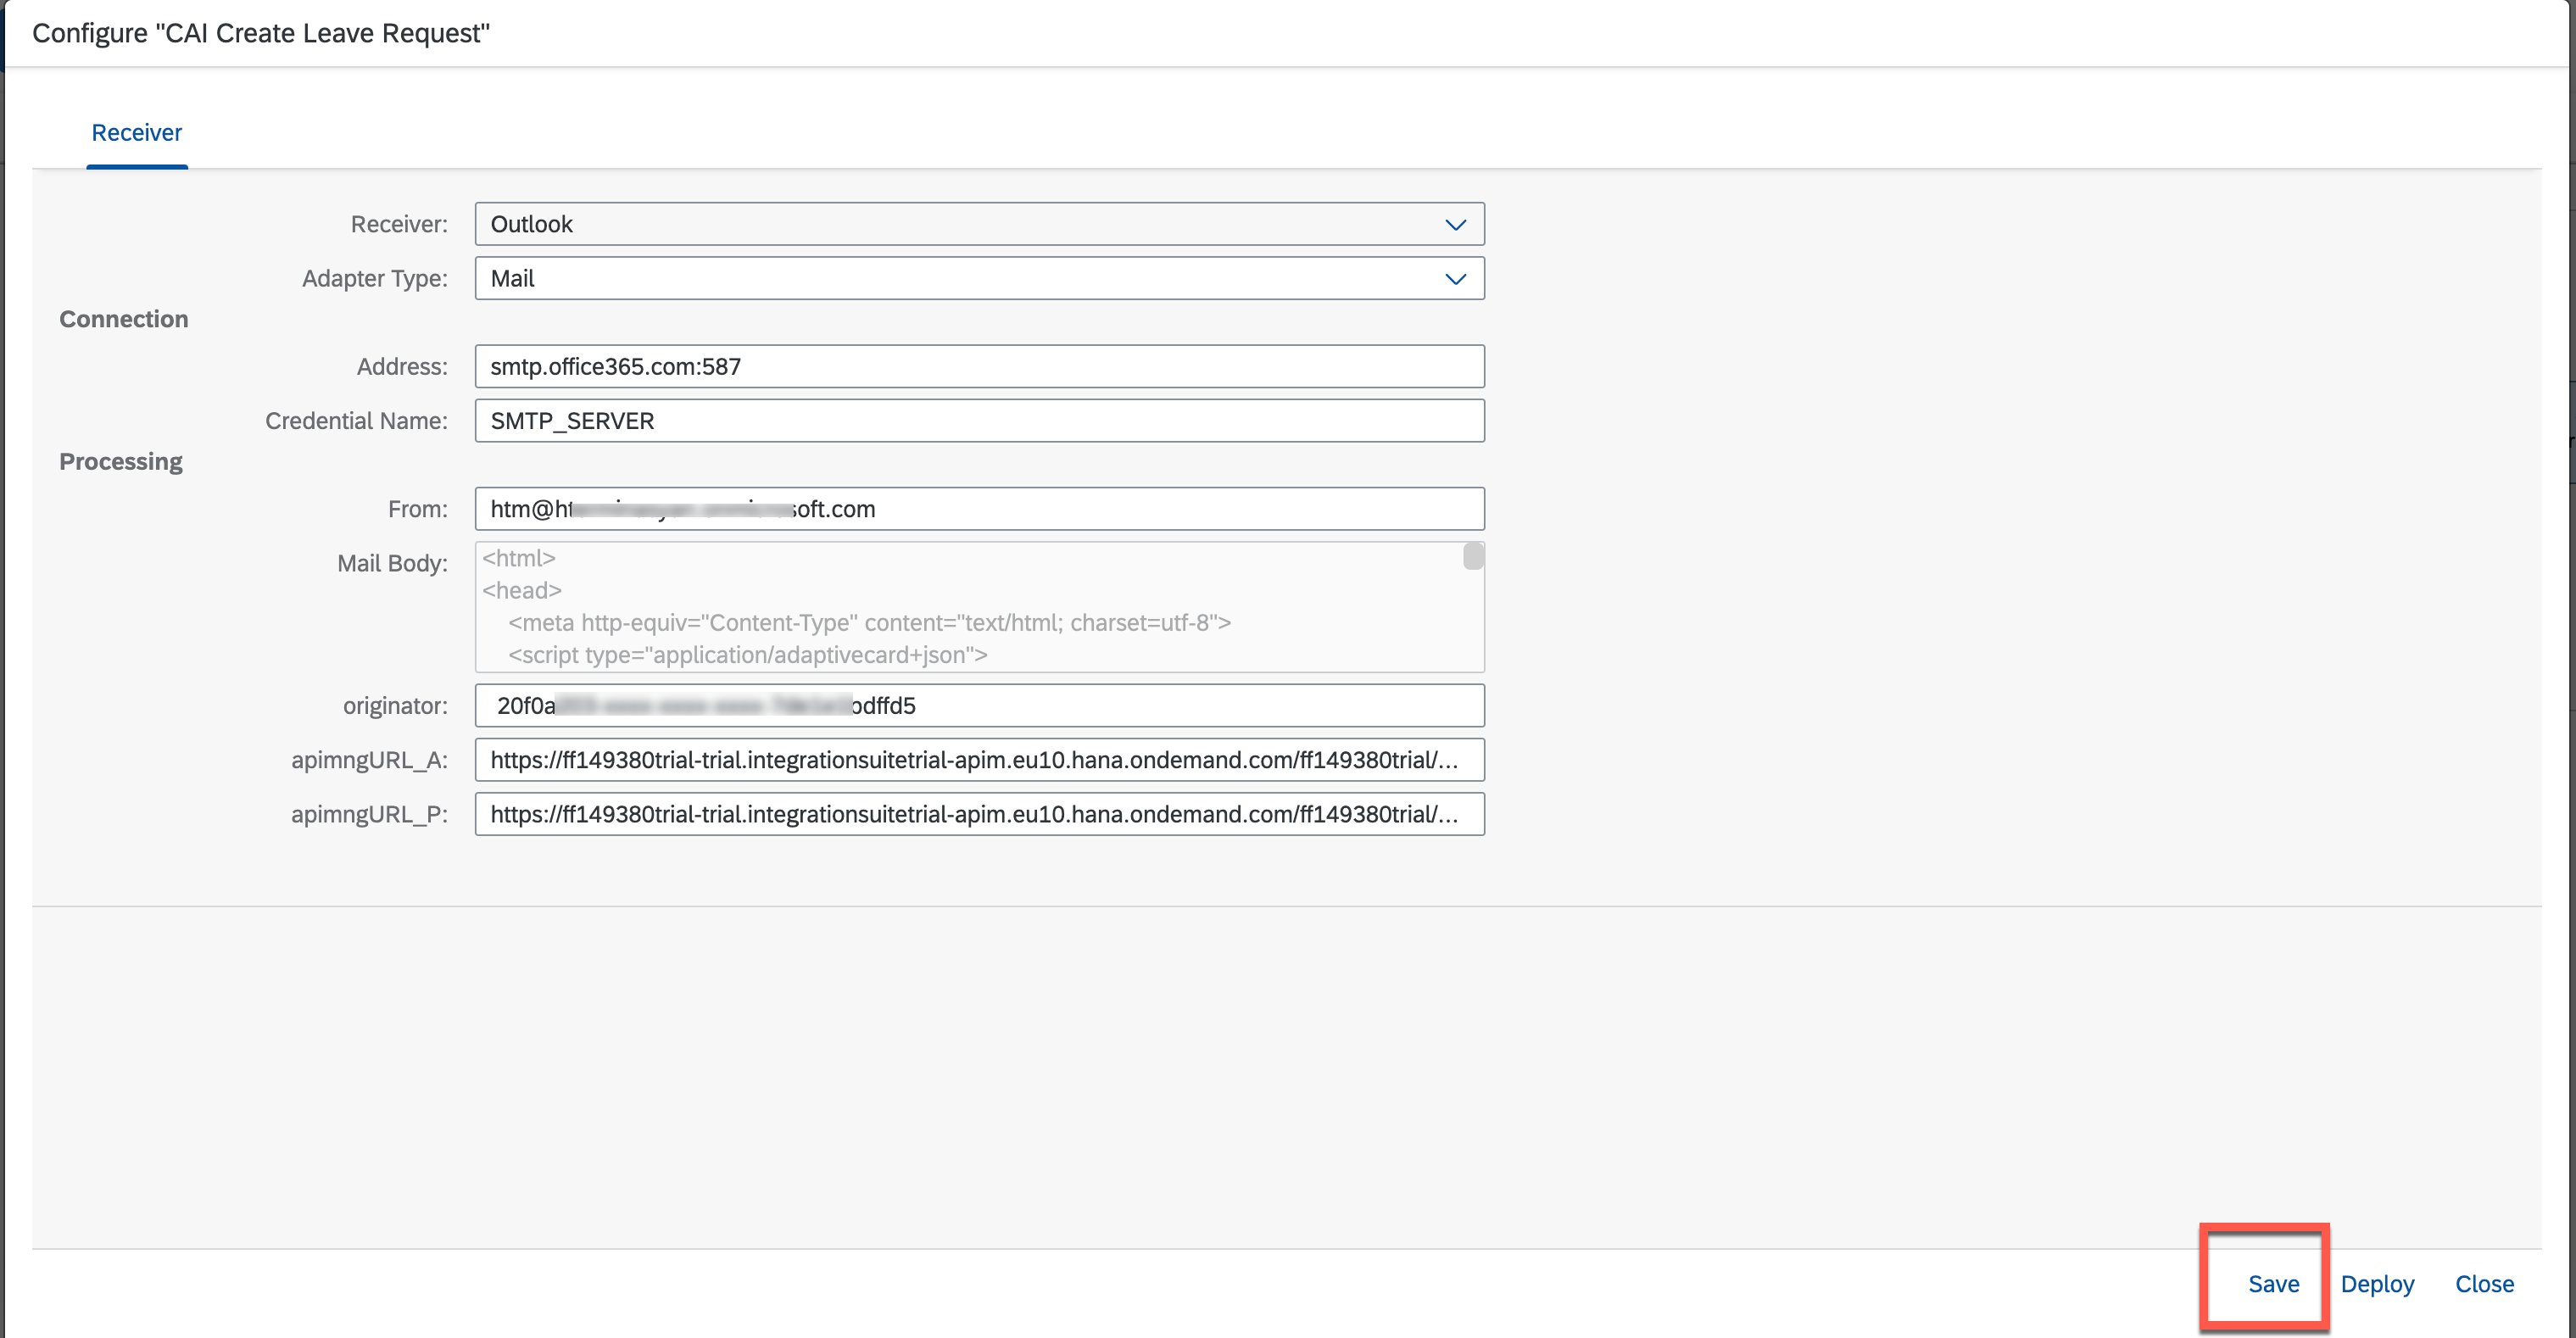 Configure "CAI Create Leave Request"
Receiver
Receiver: Outlook
Adapter Type: Mail
Connection
Address: smtp.office365.com:587
Credential Name: SMTP_SERVER
Processing
From: htm@ht soft.com
Mail Body: <html>
<head>
<meta http-equiv="Content-Type" content="text/html; charset=utf-8">
<script type="application/adaptivecard+json">
originator: 20f0a dffd5
apimngURL_A: https://ff149380trial-trial.integrationsuitetrial-apim.eu10.hana.ondemand.com/ff149380trial/...
apimngURL_P: https://ff149380trial-trial.integrationsuitetrial-apim.eu10.hana.ondemand.com/ff149380trial/...
Save Deploy Close